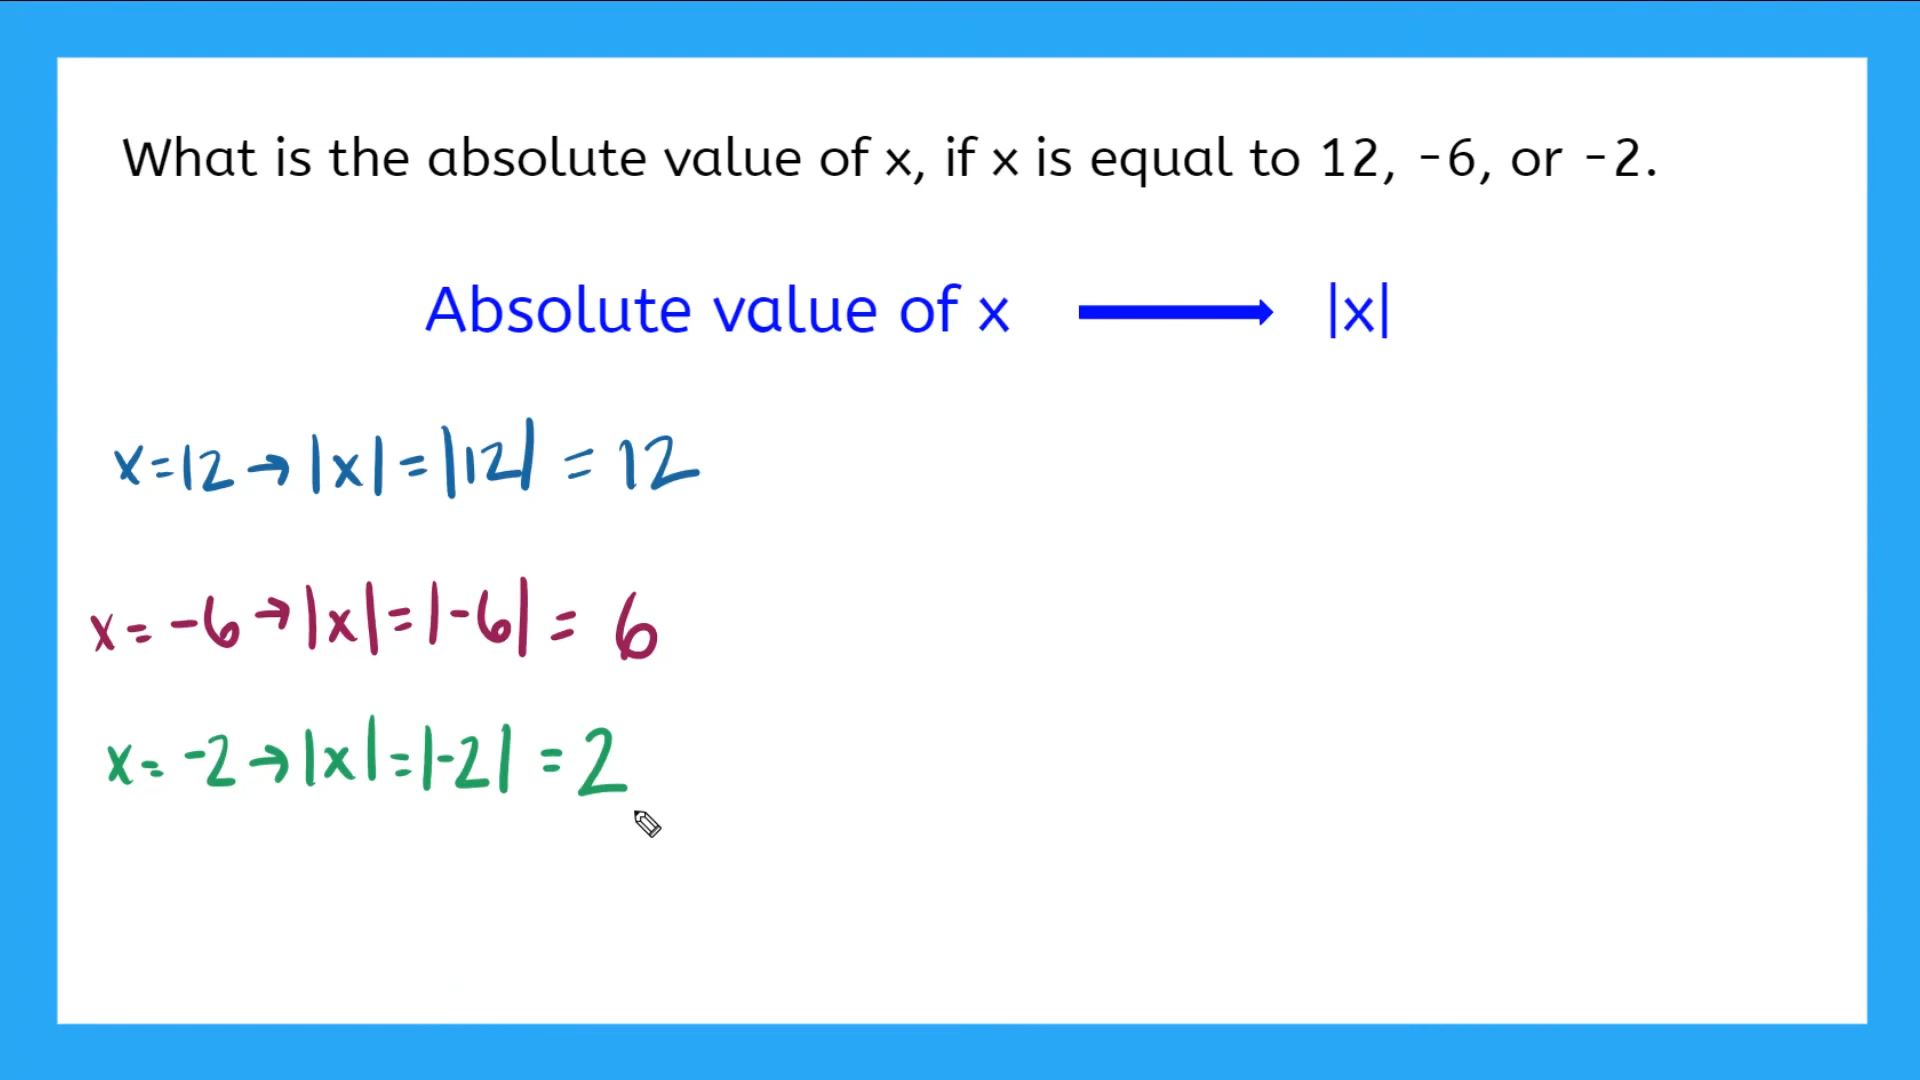 What is the absolute value of x, if x is equal to 12, -6, or -2.
Absolute value of x → |x|
x=12→|x|=|12| = 12
x= -6→|x|=|-6| = 6
x= -2→|x|=|-2| = 2